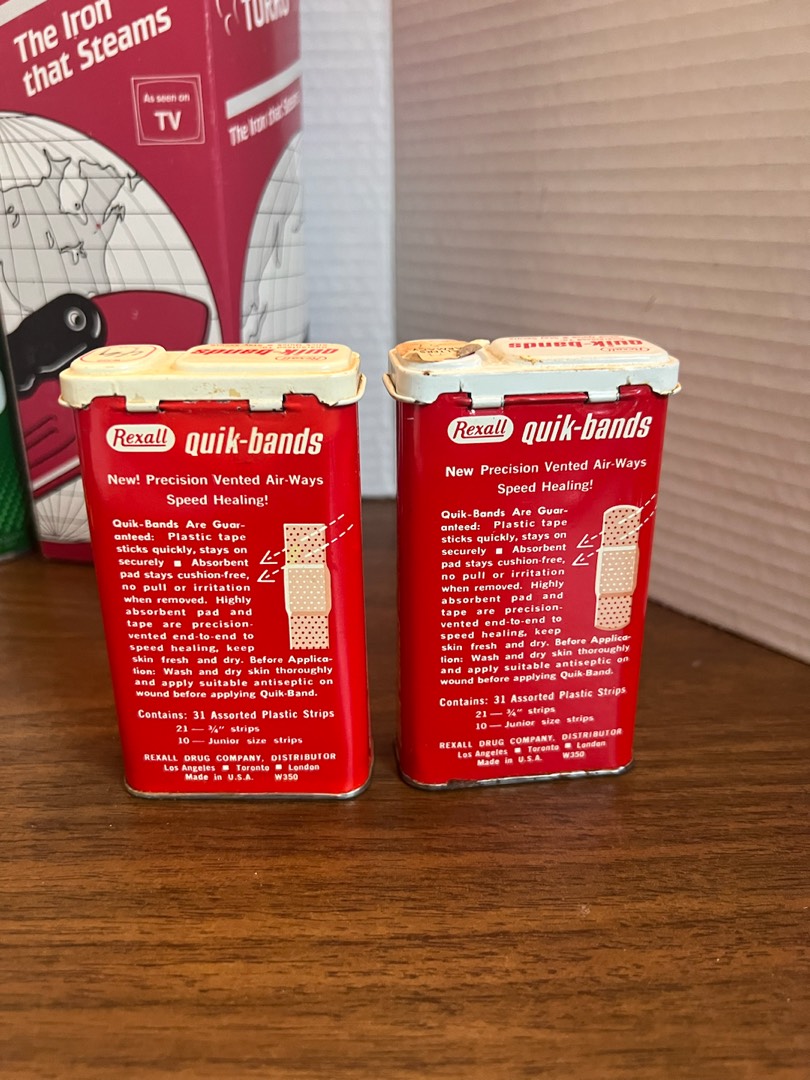 The Iron
that Steams
As seen on
TV
quik-bands
Rexall
quik-bands
Rexall quik-bands
New! Precision Vented Air-Ways
Speed Healing!
Quik-Bands Are Guar-
anteed: Plastic tape
sticks quickly, stays on
securely ■ Absorbent
pad stays cushion-free,
no pull or irritation
when removed. Highly
absorbent pad and
tape are precision-
vented end-to-end to
speed healing, keep
skin fresh and dry. Before Applica-
tion: Wash and dry skin thoroughly
and apply suitable antiseptic on
wound before applying Quik-Band.
Contains: 31 Assorted Plastic Strips
21 — ¾" strips
10 — Junior size strips
REXALL DRUG COMPANY, DISTRIBUTOR
Los Angeles ■ Toronto ■ London
Made in U.S.A. W350
Rexall quik-bands
New Precision Vented Air-Ways
Speed Healing!
Quik-Bands Are Guar-
anteed: Plastic tape
sticks quickly, stays on
securely ■ Absorbent
pad stays cushion-free,
no pull or irritation
when removed. Highly
absorbent pad and
tape are precision-
vented end-to-end to
speed healing, keep
skin fresh and dry. Before Applica-
tion: Wash and dry skin thoroughly
and apply suitable antiseptic on
wound before applying Quik-Band.
Contains: 31 Assorted Plastic Strips
21 — ¾" strips
10 — Junior size strips
REXALL DRUG COMPANY, DISTRIBUTOR
Los Angeles ■ Toronto ■ London
Made in U.S.A. W350